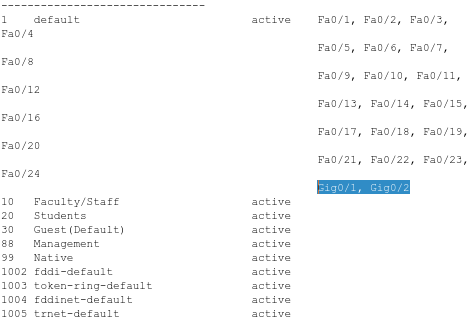 --------------------------------
1 default active Fa0/1, Fa0/2, Fa0/3,
Fa0/4
Fa0/5, Fa0/6, Fa0/7,
Fa0/8
Fa0/9, Fa0/10, Fa0/11,
Fa0/12
Fa0/13, Fa0/14, Fa0/15,
Fa0/16
Fa0/17, Fa0/18, Fa0/19,
Fa0/20
Fa0/21, Fa0/22, Fa0/23,
Fa0/24
Gig0/1, Gig0/2
10 Faculty/Staff active
20 Students active
30 Guest(Default) active
88 Management active
99 Native active
1002 fddi-default active
1003 token-ring-default active
1004 fddinet-default active
1005 trnet-default active